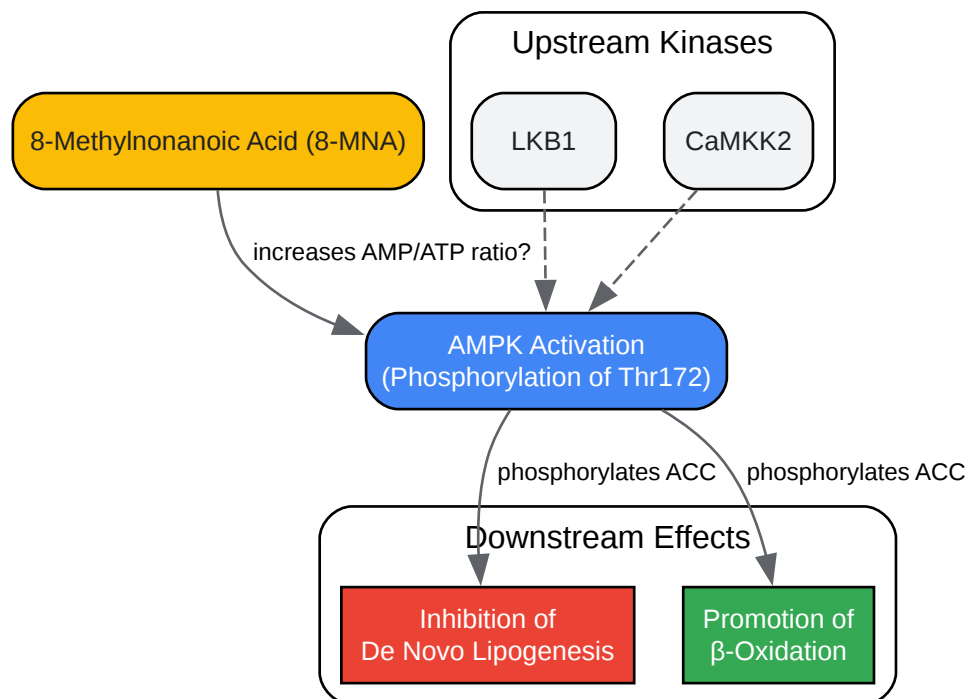 Upstream Kinases
8-Methylnonanoic Acid (8-MNA)
LKB1
CaMKK2
increases AMP/ATP ratio?
AMPK Activation
(Phosphorylation of Thr172)
phosphorylates ACC
phosphorylates ACC
Downstream Effects
Inhibition of
De Novo Lipogenesis
Promotion of
β-Oxidation